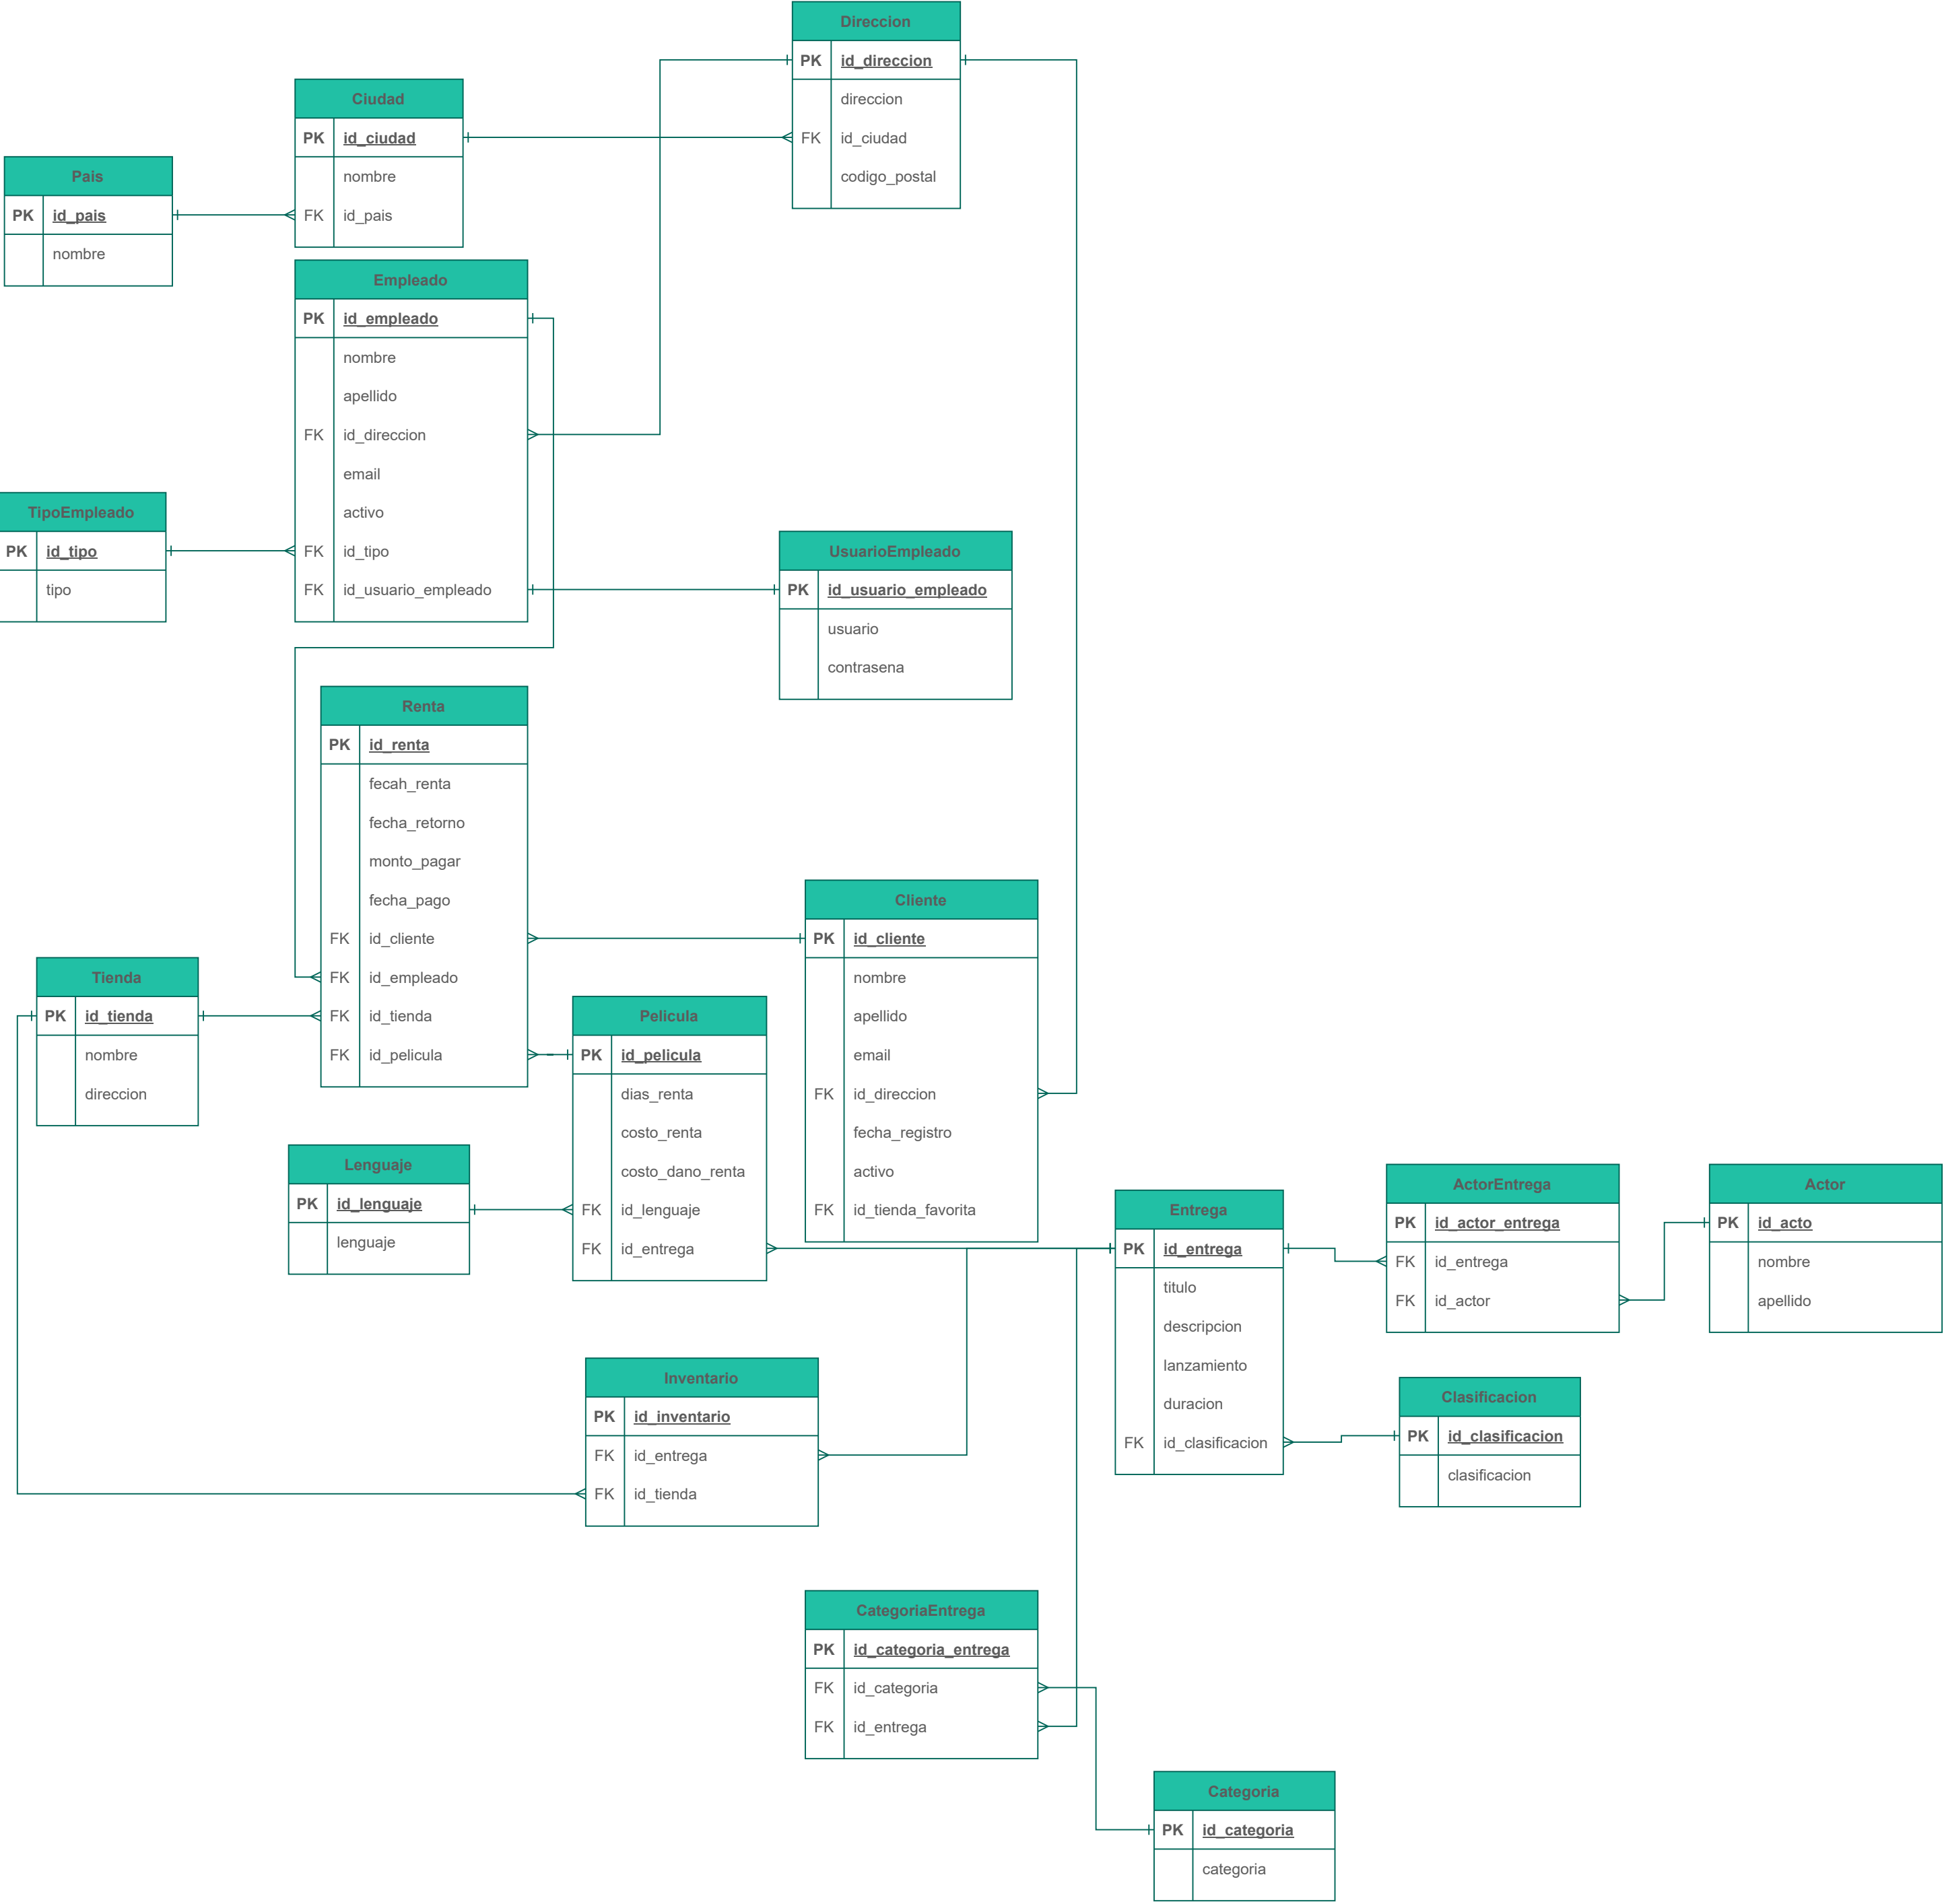 Direccion
PK id_direccion
direccion
FK id_ciudad
codigo_postal
Ciudad
PK id_ciudad
nombre
FK id_pais
Pais
PK id_pais
nombre
Empleado
PK id_empleado
nombre
apellido
FK id_direccion
email
activo
FK id_tipo
FK id_usuario_empleado
TipoEmpleado
PK id_tipo
tipo
UsuarioEmpleado
PK id_usuario_empleado
usuario
contrasena
Renta
PK id_renta
fecah_renta
fecha_retorno
monto_pagar
fecha_pago
FK id_cliente
FK id_empleado
FK id_tienda
FK id_pelicula
Cliente
PK id_cliente
nombre
apellido
email
FK id_direccion
fecha_registro
activo
FK id_tienda_favorita
Tienda
PK id_tienda
nombre
direccion
Pelicula
PK id_pelicula
dias_renta
costo_renta
costo_dano_renta
FK id_lenguaje
FK id_entrega
Lenguaje
PK id_lenguaje
lenguaje
Entrega
PK id_entrega
titulo
descripcion
lanzamiento
duracion
FK id_clasificacion
ActorEntrega
PK id_actor_entrega
FK id_entrega
FK id_actor
Actor
PK id_acto
nombre
apellido
Inventario
PK id_inventario
FK id_entrega
FK id_tienda
Clasificacion
PK id_clasificacion
clasificacion
CategoriaEntrega
PK id_categoria_entrega
FK id_categoria
FK id_entrega
Categoria
PK id_categoria
categoria